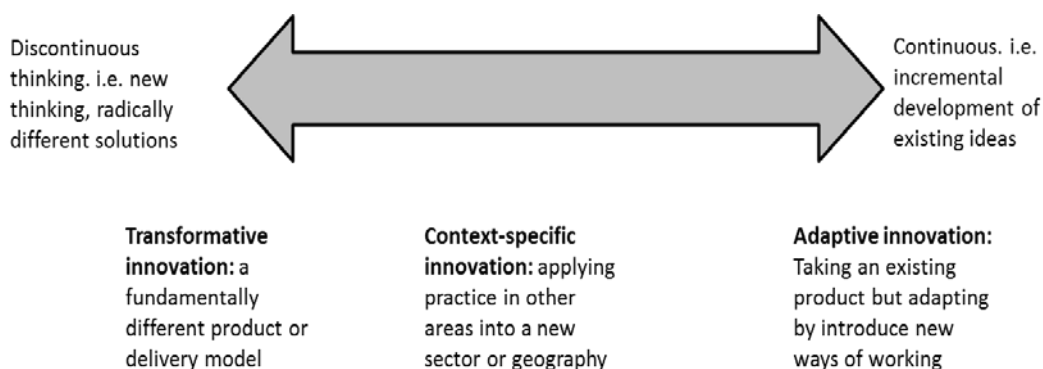 Discontinuous
thinking. i.e. new
thinking, radically
different solutions
Continuous. i.e.
incremental
development of
existing ideas
Transformative
innovation: a
fundamentally
different product or
delivery model
Context-specific
innovation: applying
practice in other
areas into a new
sector or geography
Adaptive innovation:
Taking an existing
product but adapting
by introduce new
ways of working